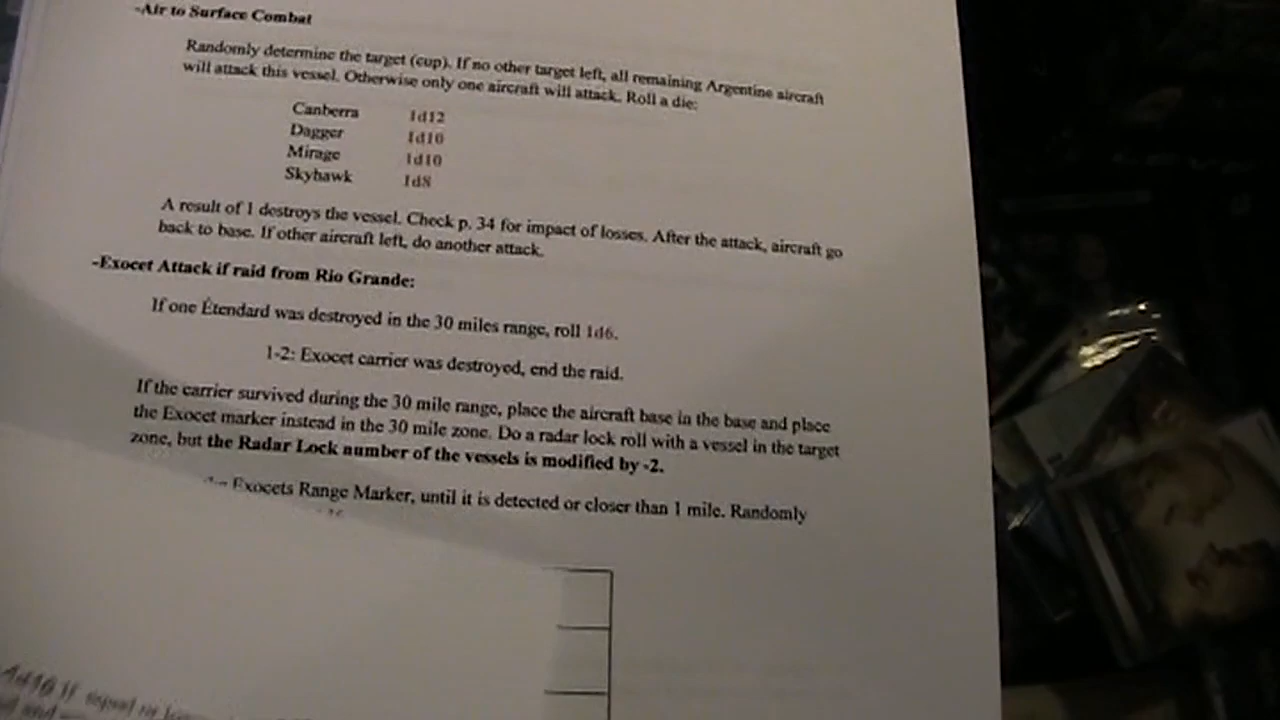 -Air to Surface Combat
Randomly determine the target (cup). If no other target left, all remaining Argentine aircraft
will attack this vessel. Otherwise only one aircraft will attack. Roll a die:
Canberra 1d12
Dagger 1d10
Mirage 1d10
Skyhawk 1d8
A result of 1 destroys the vessel. Check p. 34 for impact of losses. After the attack, aircraft go
back to base. If other aircraft left, do another attack.
-Exocet Attack if raid from Rio Grande:
If one Étendard was destroyed in the 30 miles range, roll 1d6.
1-2: Exocet carrier was destroyed, end the raid.
If the carrier survived during the 30 mile range, place the aircraft base in the base and place
the Exocet marker instead in the 30 mile zone. Do a radar lock roll with a vessel in the target
zone, but the Radar Lock number of the vessels is modified by -2.
Exocets Range Marker, until it is detected or closer than 1 mile. Randomly
If equal or
and